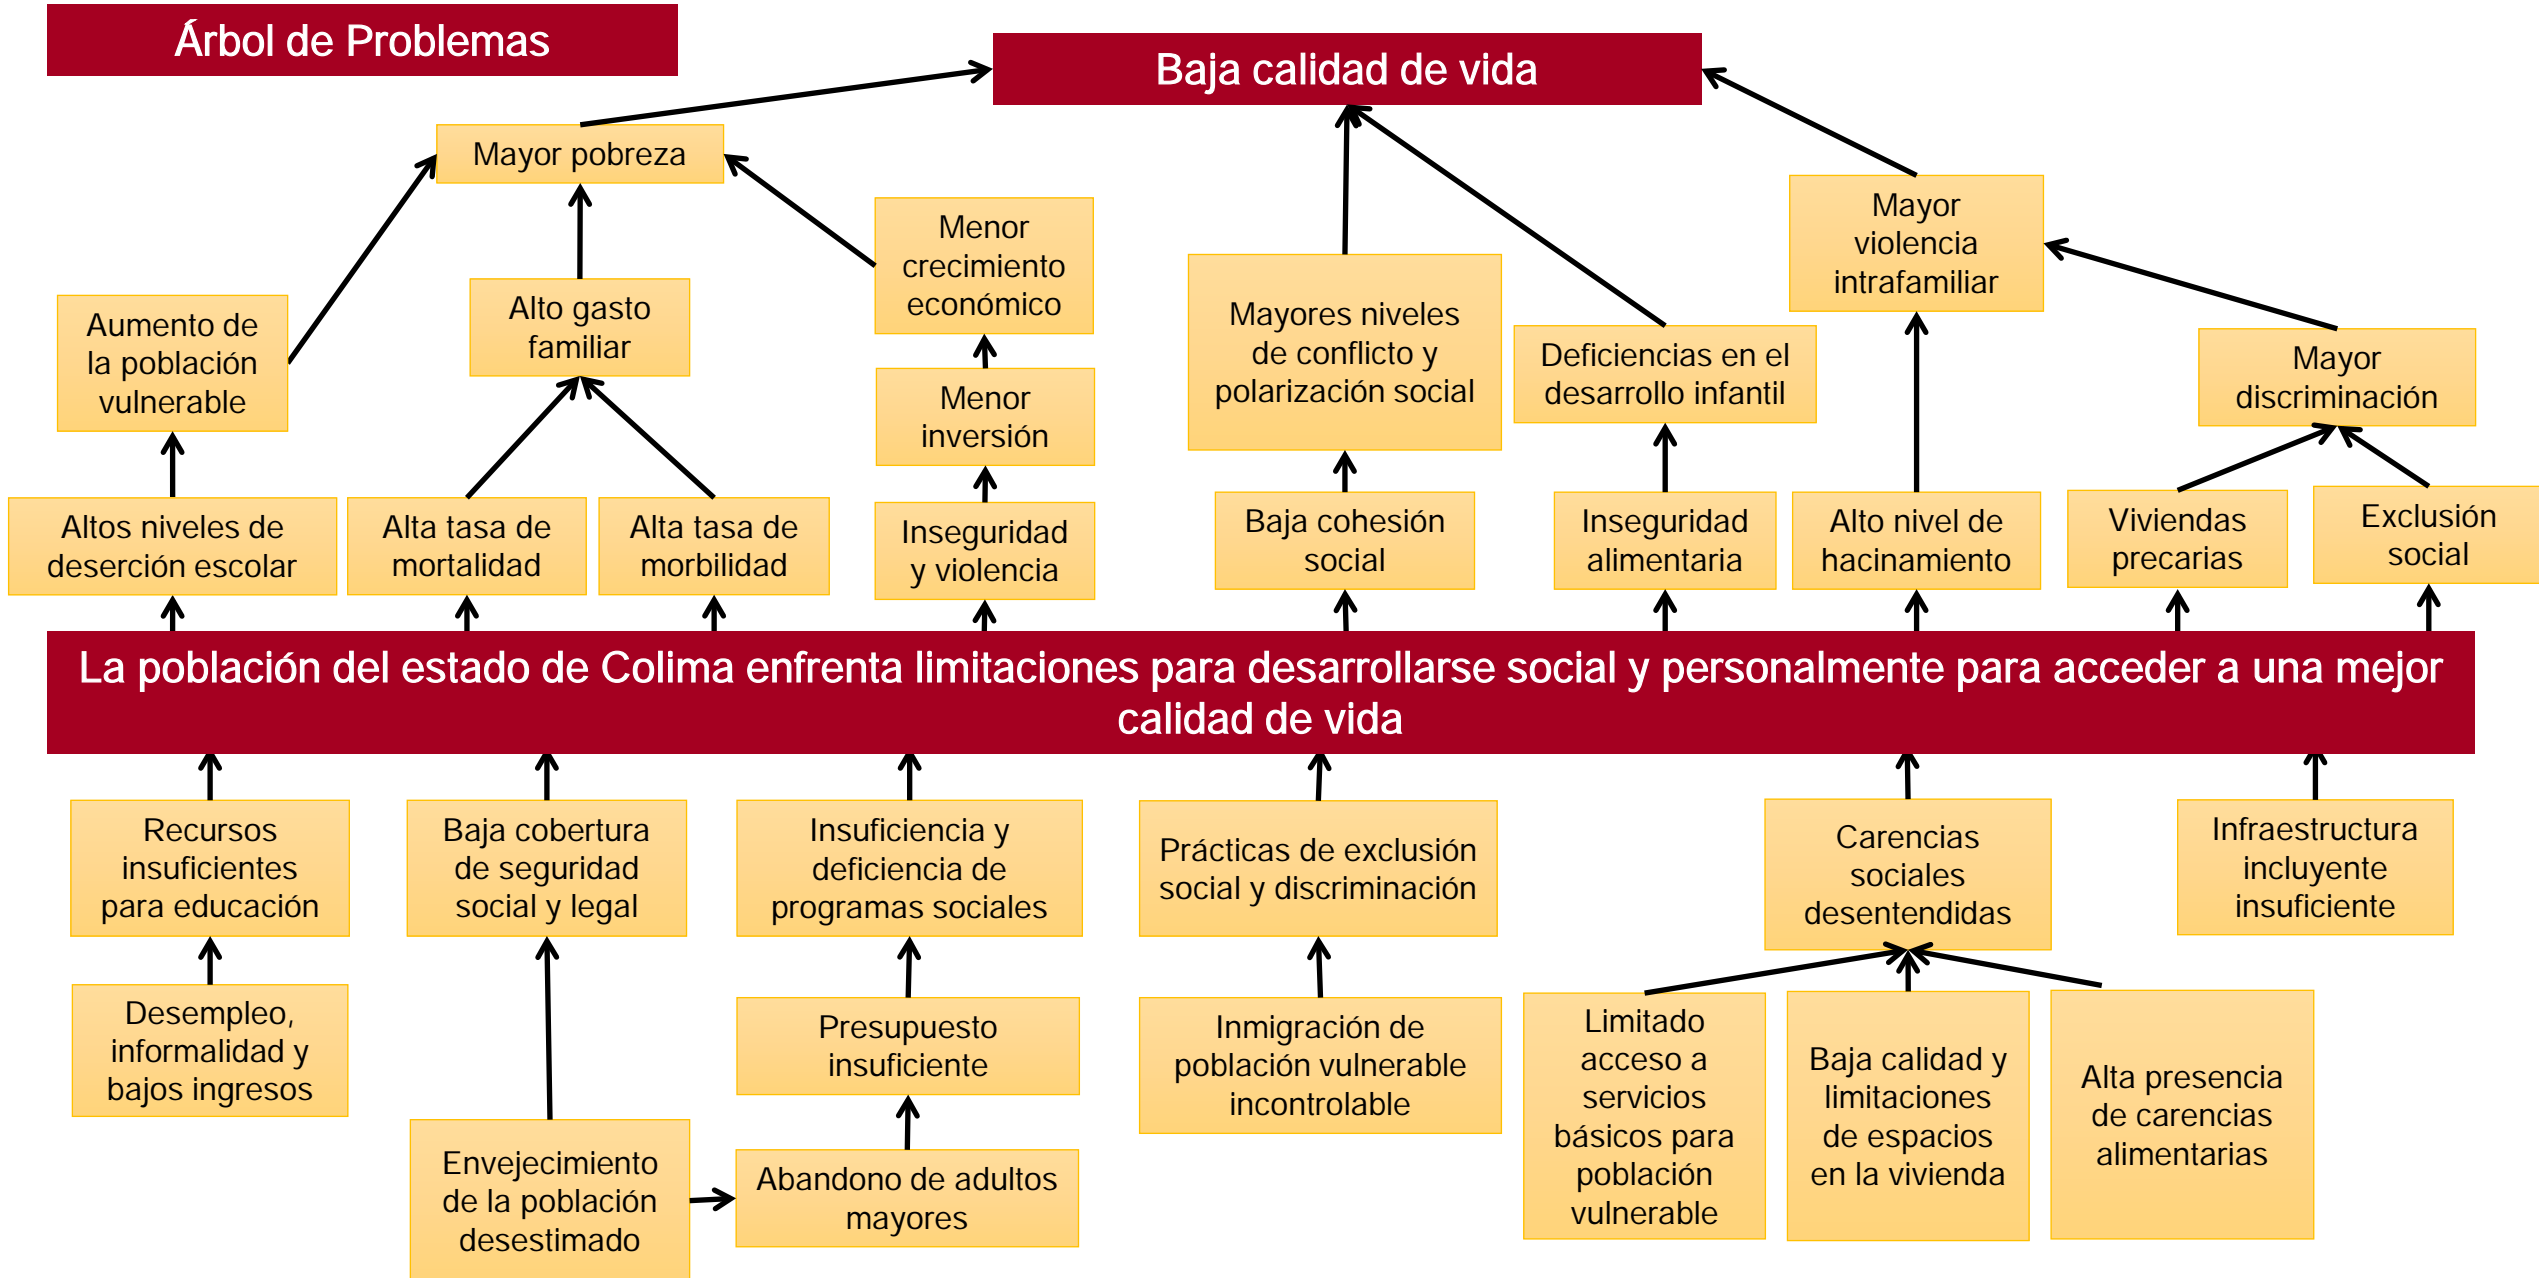 Árbol de Problemas
Baja calidad de vida
Mayor pobreza
Aumento de
la población
vulnerable
Alto gasto
familiar
Menor
crecimiento
económico
Menor
inversión
Mayores niveles
de conflicto y
polarización social
Deficiencias en el
desarrollo infantil
Mayor
violencia
intrafamiliar
Mayor
discriminación
Altos niveles de
deserción escolar
Alta tasa de
mortalidad
Alta tasa de
morbilidad
Inseguridad
y violencia
Baja cohesión
social
Inseguridad
alimentaria
Alto nivel de
hacinamiento
Viviendas
precarias
Exclusión
social
La población del estado de Colima enfrenta limitaciones para desarrollarse social y personalmente para acceder a una mejor
calidad de vida
Recursos
insuficientes
para educación
Baja cobertura
de seguridad
social y legal
Insuficiencia y
deficiencia de
programas sociales
Prácticas de exclusión
social y discriminación
Carencias
sociales
desentendidas
Infraestructura
incluyente
insuficiente
Desempleo,
informalidad y
bajos ingresos
Presupuesto
insuficiente
Inmigración de
población vulnerable
incontrolable
Limitado
acceso a
servicios
básicos para
población
vulnerable
Baja calidad y
limitaciones
de espacios
en la vivienda
Alta presencia
de carencias
alimentarias
Envejecimiento
de la población
desestimado
Abandono de adultos
mayores